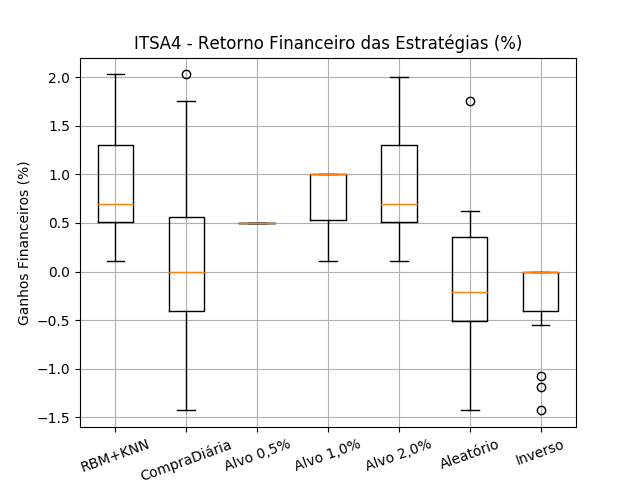 ITSA4 - Retorno Financeiro das Estratégias (%)
Ganhos Financeiros (%)
2.0
1.5
1.0
0.5
0.0
−0.5
−1.0
−1.5
RBM+KNN
CompraDiária
Alvo 0,5%
Alvo 1,0%
Alvo 2,0%
Aleatório
Inverso